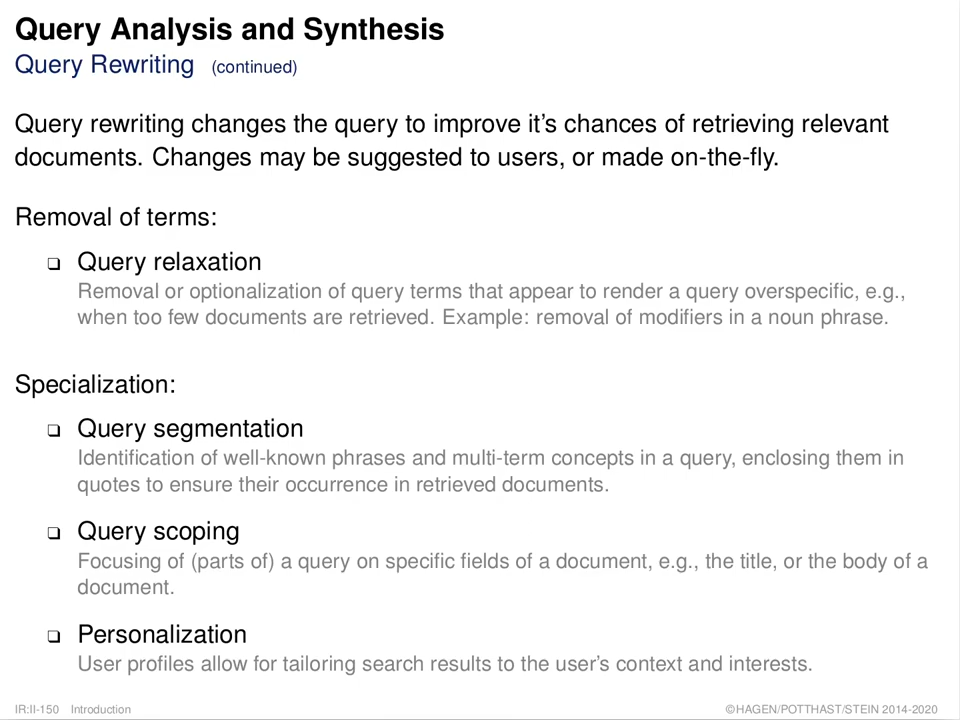 Query Analysis and Synthesis
Query Rewriting (continued)
Query rewriting changes the query to improve it's chances of retrieving relevant
documents. Changes may be suggested to users, or made on-the-fly.
Removal of terms:
❑ Query relaxation
Removal or optionalization of query terms that appear to render a query overspecific, e.g.,
when too few documents are retrieved. Example: removal of modifiers in a noun phrase.
Specialization:
❑ Query segmentation
Identification of well-known phrases and multi-term concepts in a query, enclosing them in
quotes to ensure their occurrence in retrieved documents.
❑ Query scoping
Focusing of (parts of) a query on specific fields of a document, e.g., the title, or the body of a
document.
❑ Personalization
User profiles allow for tailoring search results to the user's context and interests.
IR:II-150 Introduction ©HAGEN/POTTHAST/STEIN 2014-2020